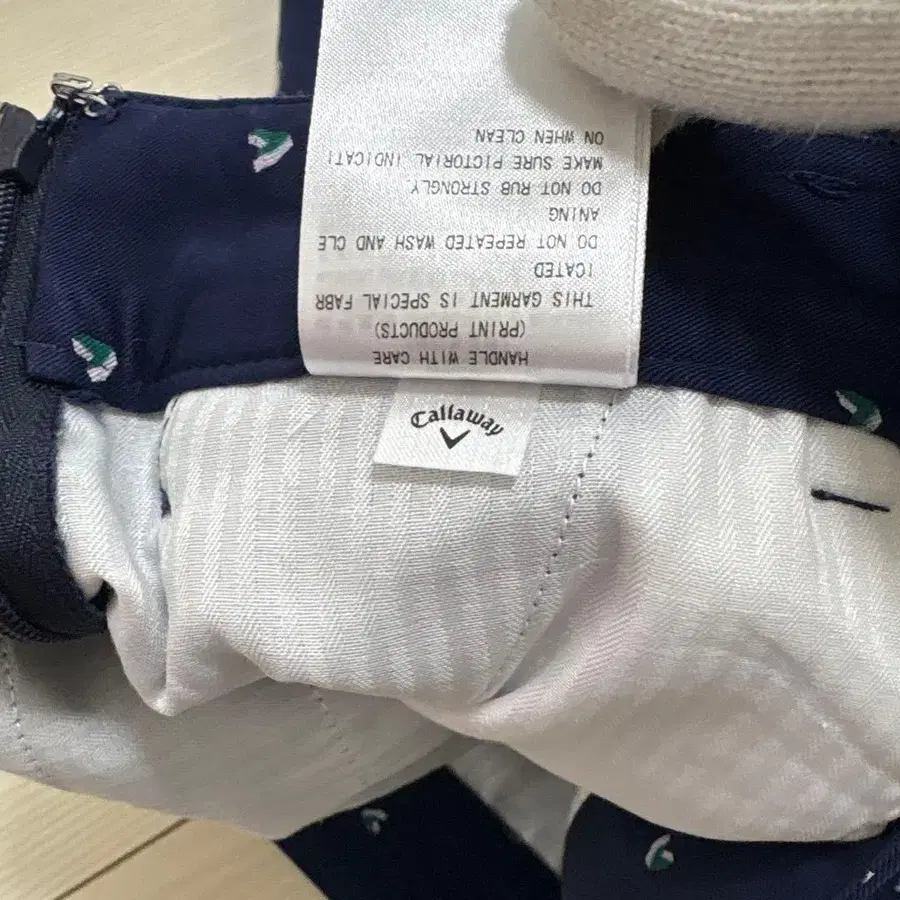 HANDLE WITH CARE
(PRINT PRODUCTS)
THIS GARMENT IS SPECIAL FABR
ICATED
DO NOT REPEATED WASH AND CLE
ANING
DO NOT RUB STRONGLY.
MAKE SURE PICTORIAL INDICATI
ON WHEN CLEAN
Callaway